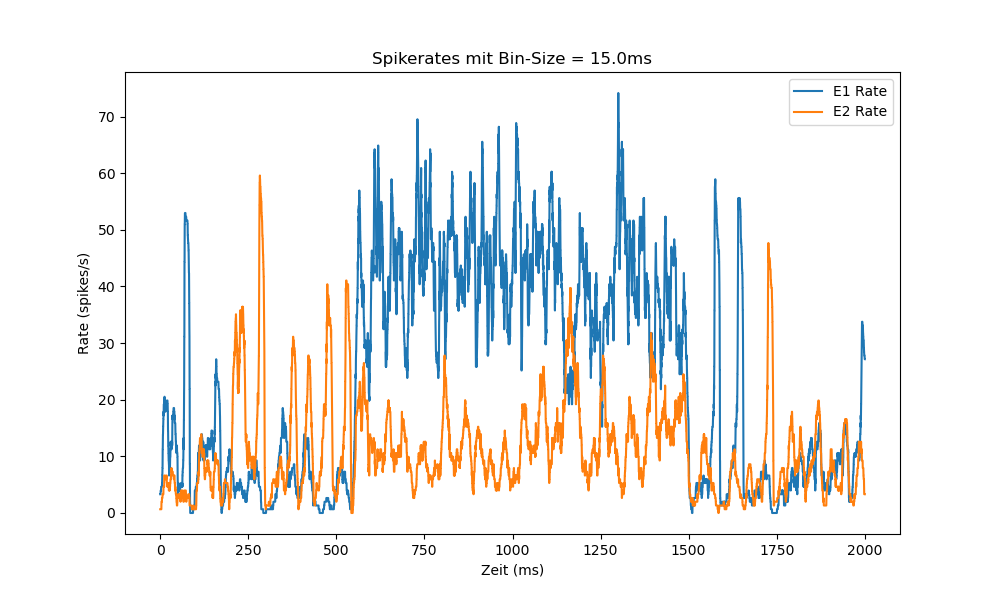 Spikerates mit Bin-Size = 15.0ms
E1 Rate
E2 Rate
Rate (spikes/s)
70
60
50
40
30
20
10
0
0 250 500 750 1000 1250 1500 1750 2000
Zeit (ms)